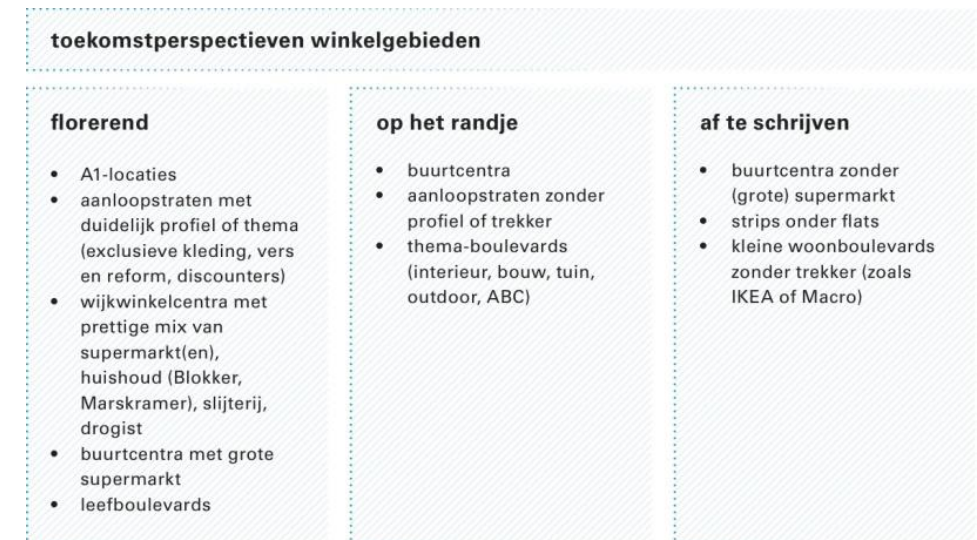 toekomstperspectieven winkelgebieden
florerend
• A1-locaties
• aanloopstraten met
duidelijk profiel of thema
(exclusieve kleding, vers
en reform, discounters)
• wijkwinkelcentra met
prettige mix van
supermarkt(en),
huishoud (Blokker,
Marskramer), slijterij,
drogist
• buurtcentra met grote
supermarkt
• leefboulevards
op het randje
• buurtcentra
• aanloopstraten zonder
profiel of trekker
• thema-boulevards
(interieur, bouw, tuin,
outdoor, ABC)
af te schrijven
• buurtcentra zonder
(grote) supermarkt
• strips onder flats
• kleine woonboulevards
zonder trekker (zoals
IKEA of Macro)